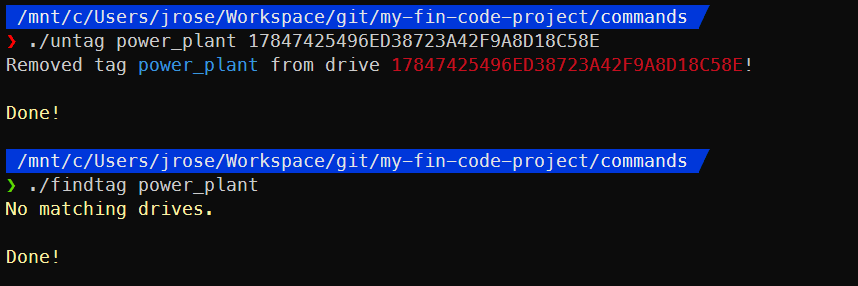 /mnt/c/Users/jrose/Workspace/git/my-fin-code-project/commands
❯ ./untag power_plant 17847425496ED38723A42F9A8D18C58E
Removed tag power_plant from drive 17847425496ED38723A42F9A8D18C58E!
Done!
/mnt/c/Users/jrose/Workspace/git/my-fin-code-project/commands
❯ ./findtag power_plant
No matching drives.
Done!